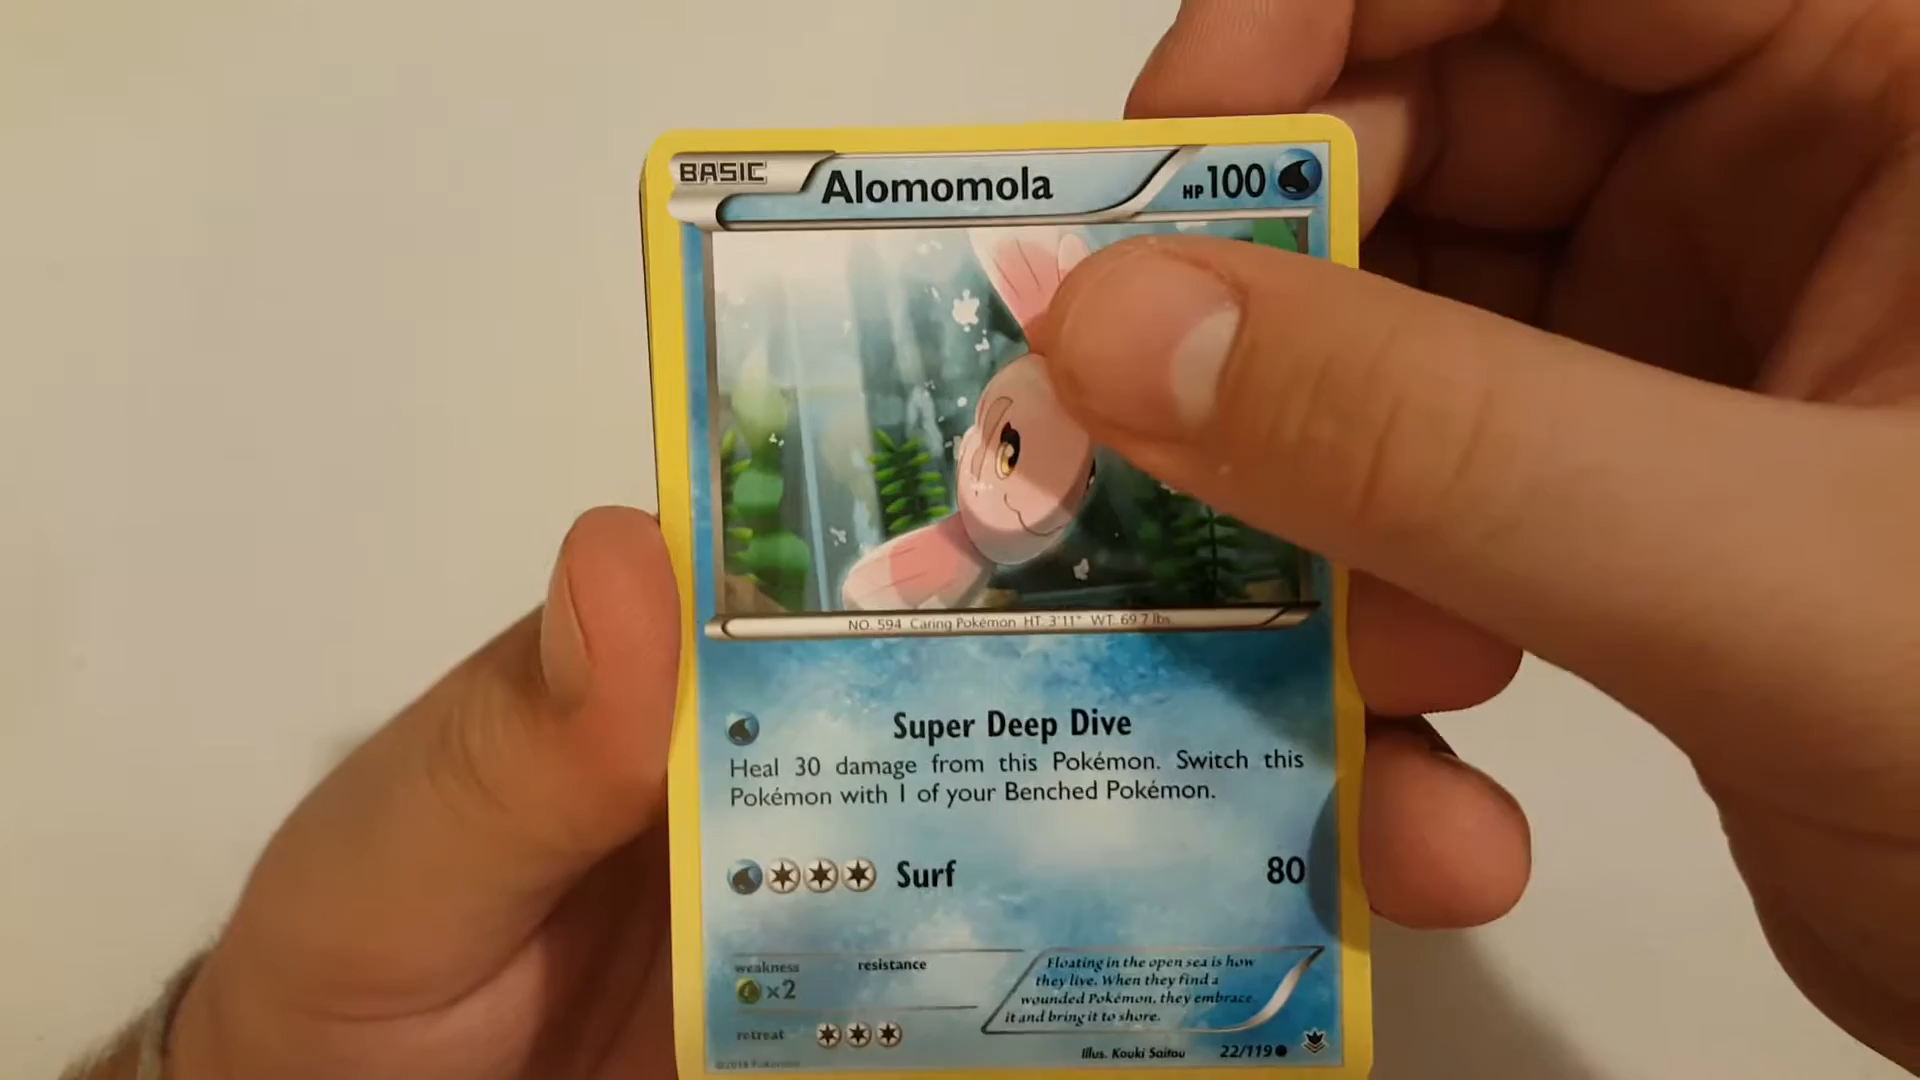 BASIC
Alomomola
HP 100
NO. 594 Caring Pokémon HT: 3'11" WT: 69.7 lbs
Super Deep Dive
Heal 30 damage from this Pokémon. Switch this
Pokémon with 1 of your Benched Pokémon.
Surf 80
weakness resistance
×2
Floating in the open sea is how
they live. When they find a
wounded Pokémon, they embrace
it and bring it to shore.
retreat
Illus. Kouki Saitou 22/119